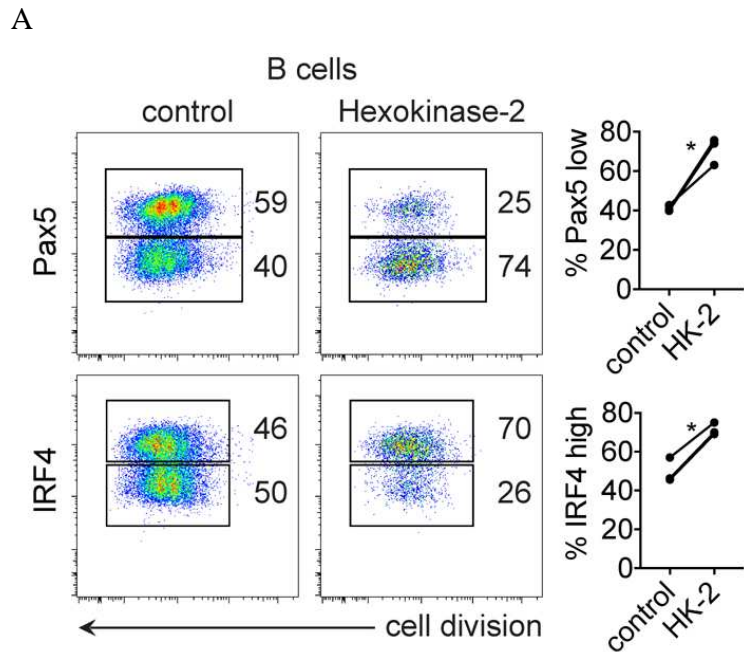 A
B cells
control Hexokinase-2
Pax5
59
40
25
74
% Pax5 low
80
60
40
20
0
*
control
HK-2
IRF4
46
50
70
26
% IRF4 high
80
60
40
20
0
*
control
HK-2
cell division